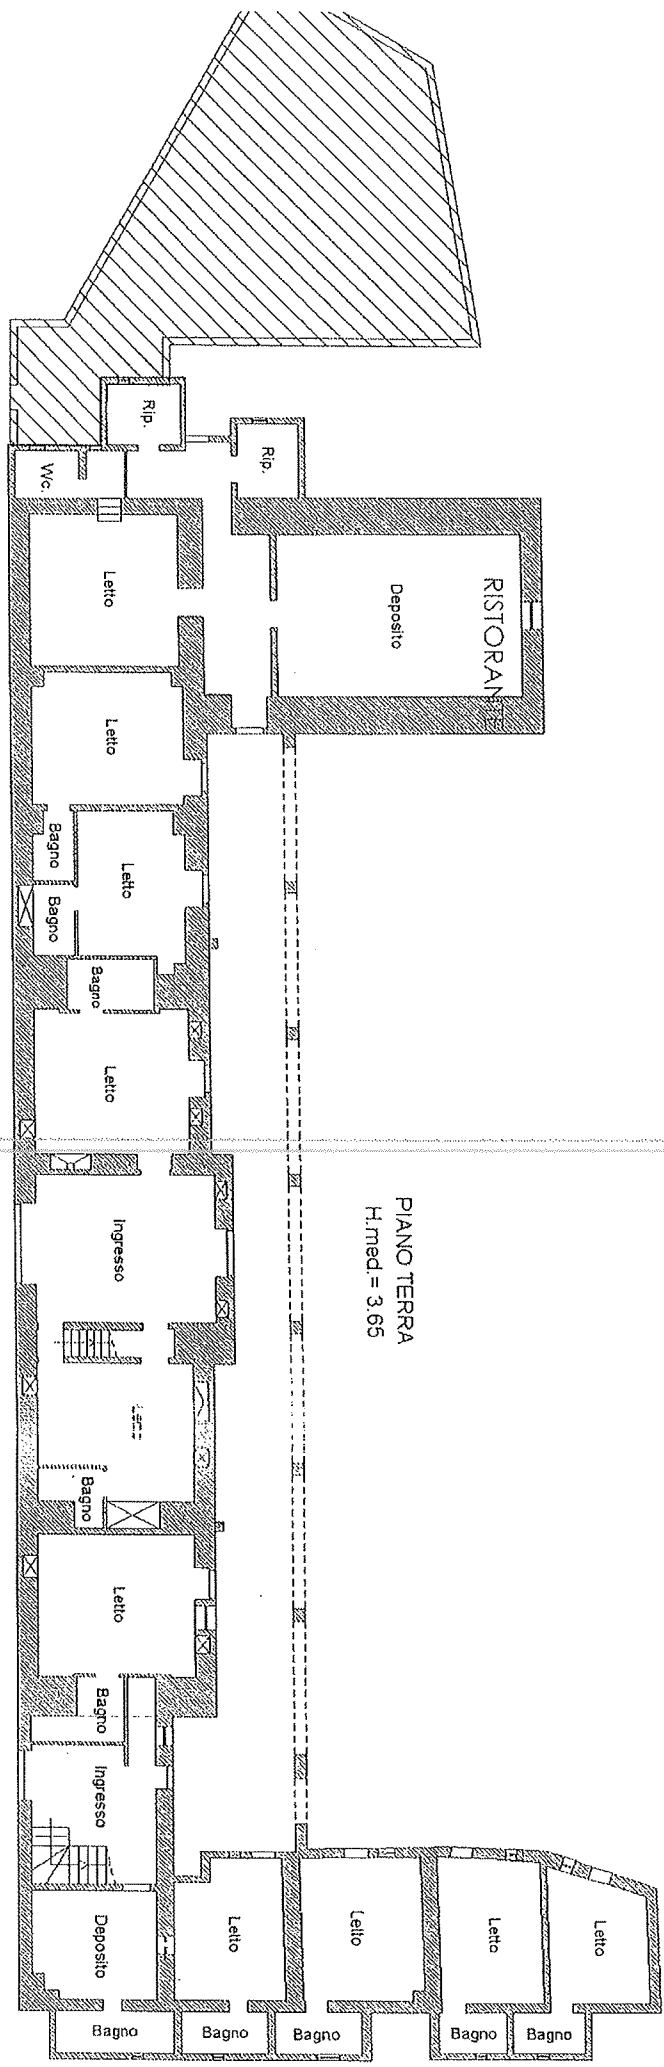 Rip.
Rip.
Wc.
Letto
Deposito
RISTORANTE
Letto
Bagno
Letto
Bagno
Bagno
Letto
PIANO TERRA
H.med.= 3.65
Ingresso
Bagno
Letto
Bagno
Ingresso
Deposito
Letto
Letto
Letto
Letto
Bagno
Bagno
Bagno
Bagno
Bagno